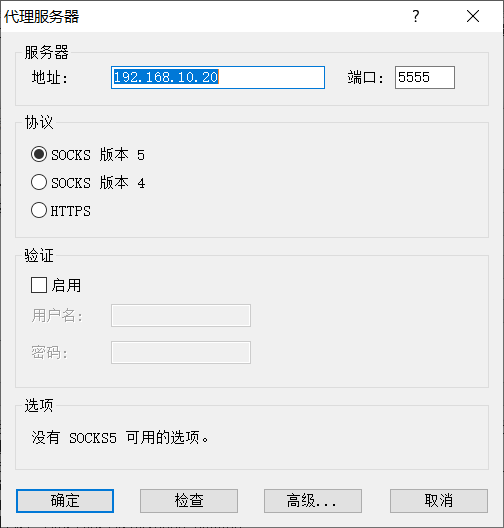 代理服务器
服务器
地址: 192.168.10.20 端口: 5555
协议
SOCKS 版本 5
SOCKS 版本 4
HTTPS
验证
启用
用户名:
密码:
选项
没有 SOCKS5 可用的选项。
确定 检查 高级... 取消